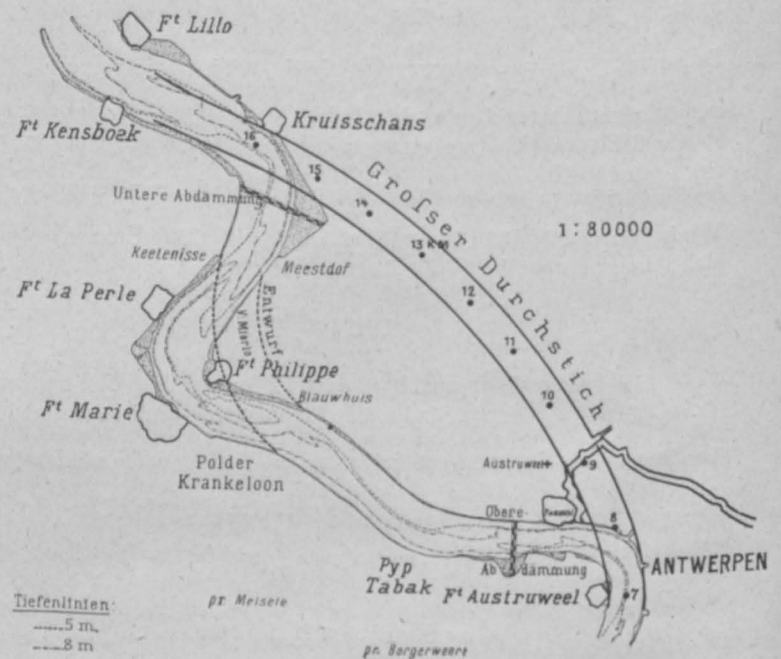 Fᵗ Lillo
Fᵗ Kensboek
Kruisschans
16
15
Untere Abdammung
14
Großer Durchstich
1:80000
13 KM
Keetenisse
Meestdof
Fᵗ La Perle
12
Entwurf
11
Fᵗ Philippe
Blauwhuis
10
Fᵗ Marie
Polder
Krankeloon
Austruweel
9
Obere
8
Abdammung
ANTWERPEN
Pyp
Tabak
Fᵗ Austruweel
7
Tiefenlinien:
5 m.
8 m
pr. Melsele
pr. Borgerweert